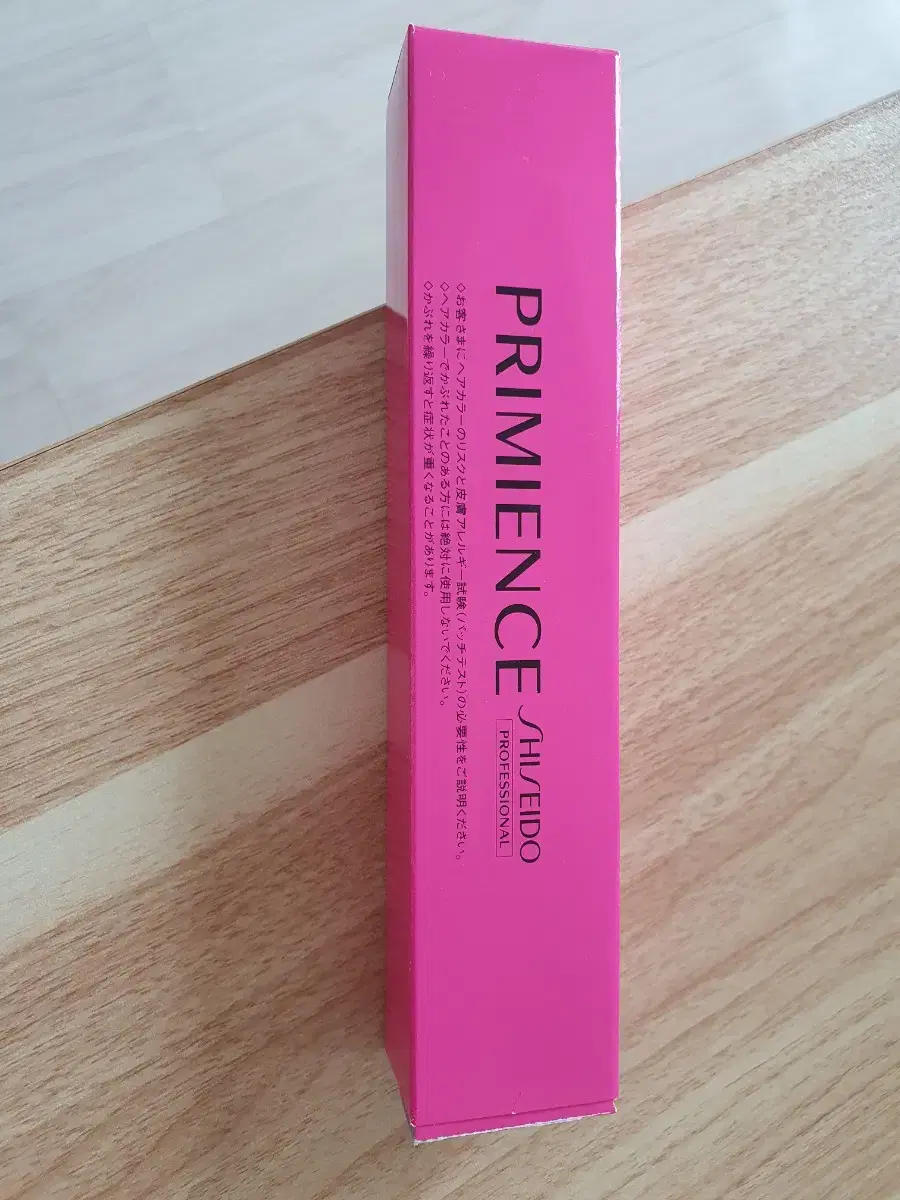 PRIMIENCE
SHISEIDO
PROFESSIONAL
◇お客さまにヘアカラーのリスクと皮膚アレルギー試験(パッチテスト)の必要性をご説明ください。
◇ヘアカラーでかぶれたことのある方には絶対に使用しないでください。
◇かぶれを繰り返すと症状が重くなることがあります。